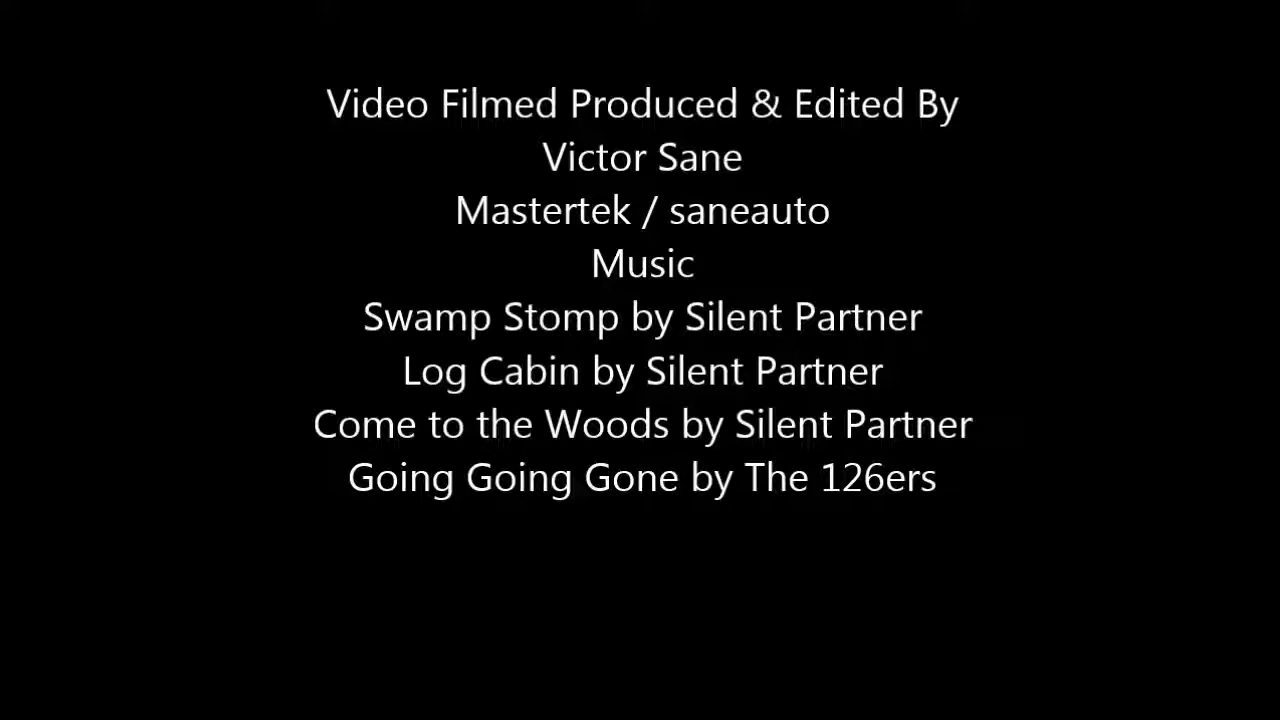 Video Filmed Produced & Edited By
Victor Sane
Mastertek / saneauto
Music
Swamp Stomp by Silent Partner
Log Cabin by Silent Partner
Come to the Woods by Silent Partner
Going Going Gone by The 126ers